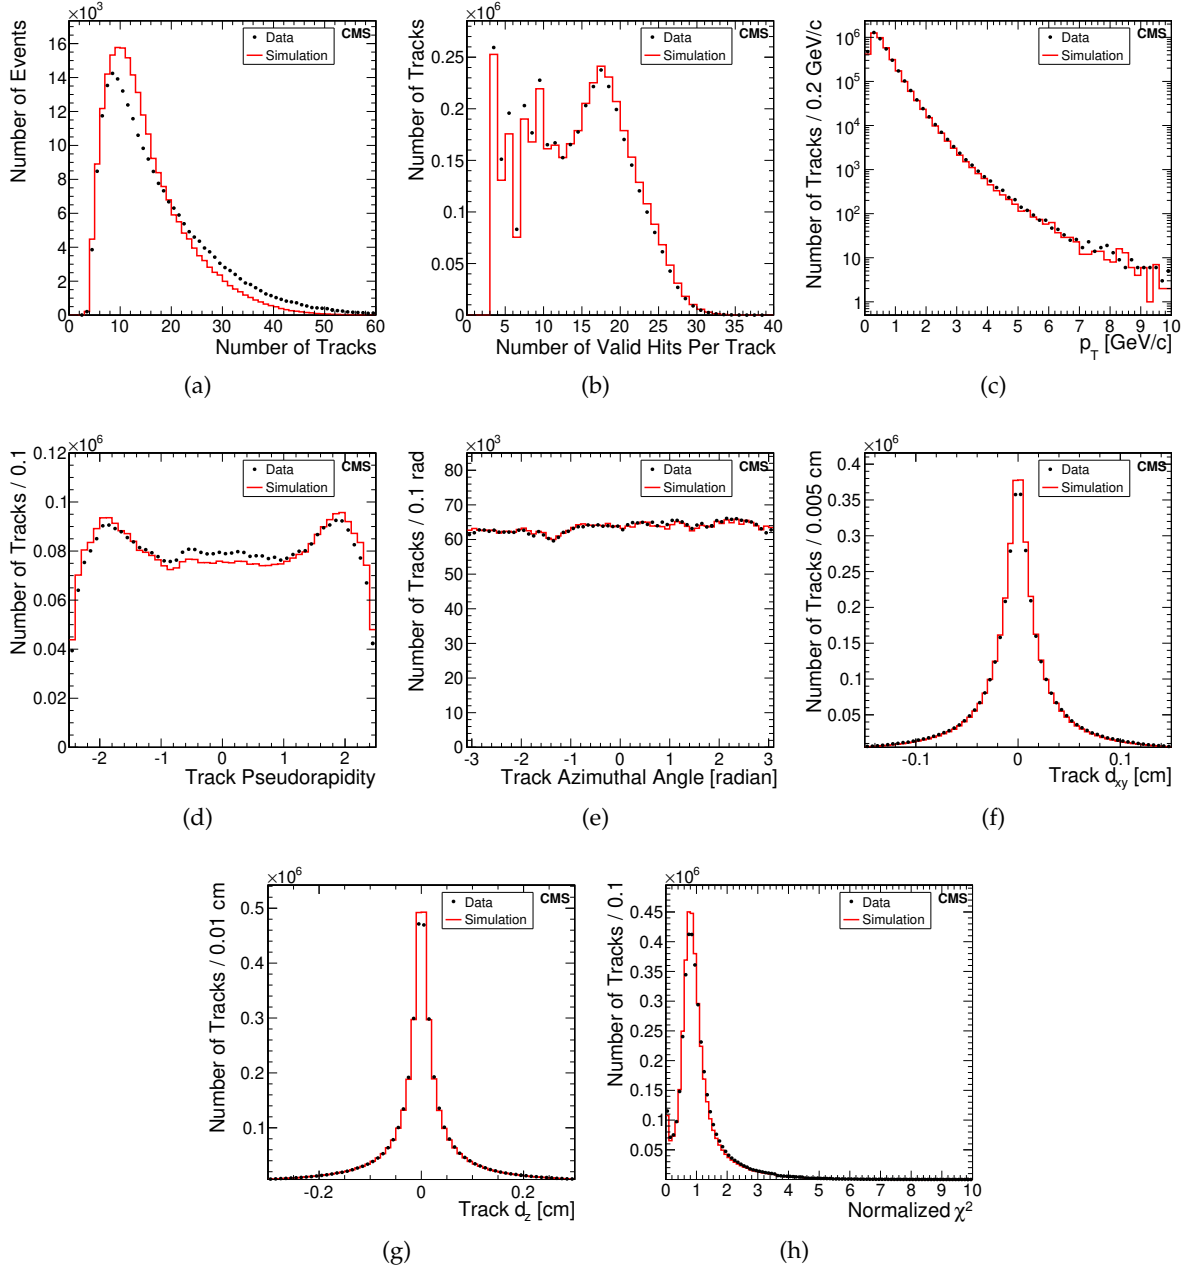 ×10³
Number of Events
16
14
12
10
8
6
4
2
0
0 10 20 30 40 50 60
Number of Tracks
Data
Simulation
CMS
(a)
×10⁶
Number of Tracks
0.25
0.2
0.15
0.1
0.05
0
0 5 10 15 20 25 30 35 40
Number of Valid Hits Per Track
Data
Simulation
CMS
(b)
Number of Tracks / 0.2 GeV/c
10⁶
10⁵
10⁴
10³
10²
10
1
0 1 2 3 4 5 6 7 8 9 10
p_T [GeV/c]
Data
Simulation
CMS
(c)
×10⁶
Number of Tracks / 0.1
0.12
0.1
0.08
0.06
0.04
0.02
0
-2 -1 0 1 2
Track Pseudorapidity
Data
Simulation
CMS
(d)
×10³
Number of Tracks / 0.1 rad
80
70
60
50
40
30
20
10
0
-3 -2 -1 0 1 2 3
Track Azimuthal Angle [radian]
Data
Simulation
CMS
(e)
×10⁶
Number of Tracks / 0.005 cm
0.4
0.35
0.3
0.25
0.2
0.15
0.1
0.05
-0.1 0 0.1
Track d_xy [cm]
Data
Simulation
CMS
(f)
×10⁶
Number of Tracks / 0.01 cm
0.5
0.4
0.3
0.2
0.1
-0.2 0 0.2
Track d_z [cm]
Data
Simulation
CMS
(g)
×10⁶
Number of Tracks / 0.1
0.45
0.4
0.35
0.3
0.25
0.2
0.15
0.1
0.05
0 1 2 3 4 5 6 7 8 9 10
Normalized χ²
Data
Simulation
CMS
(h)